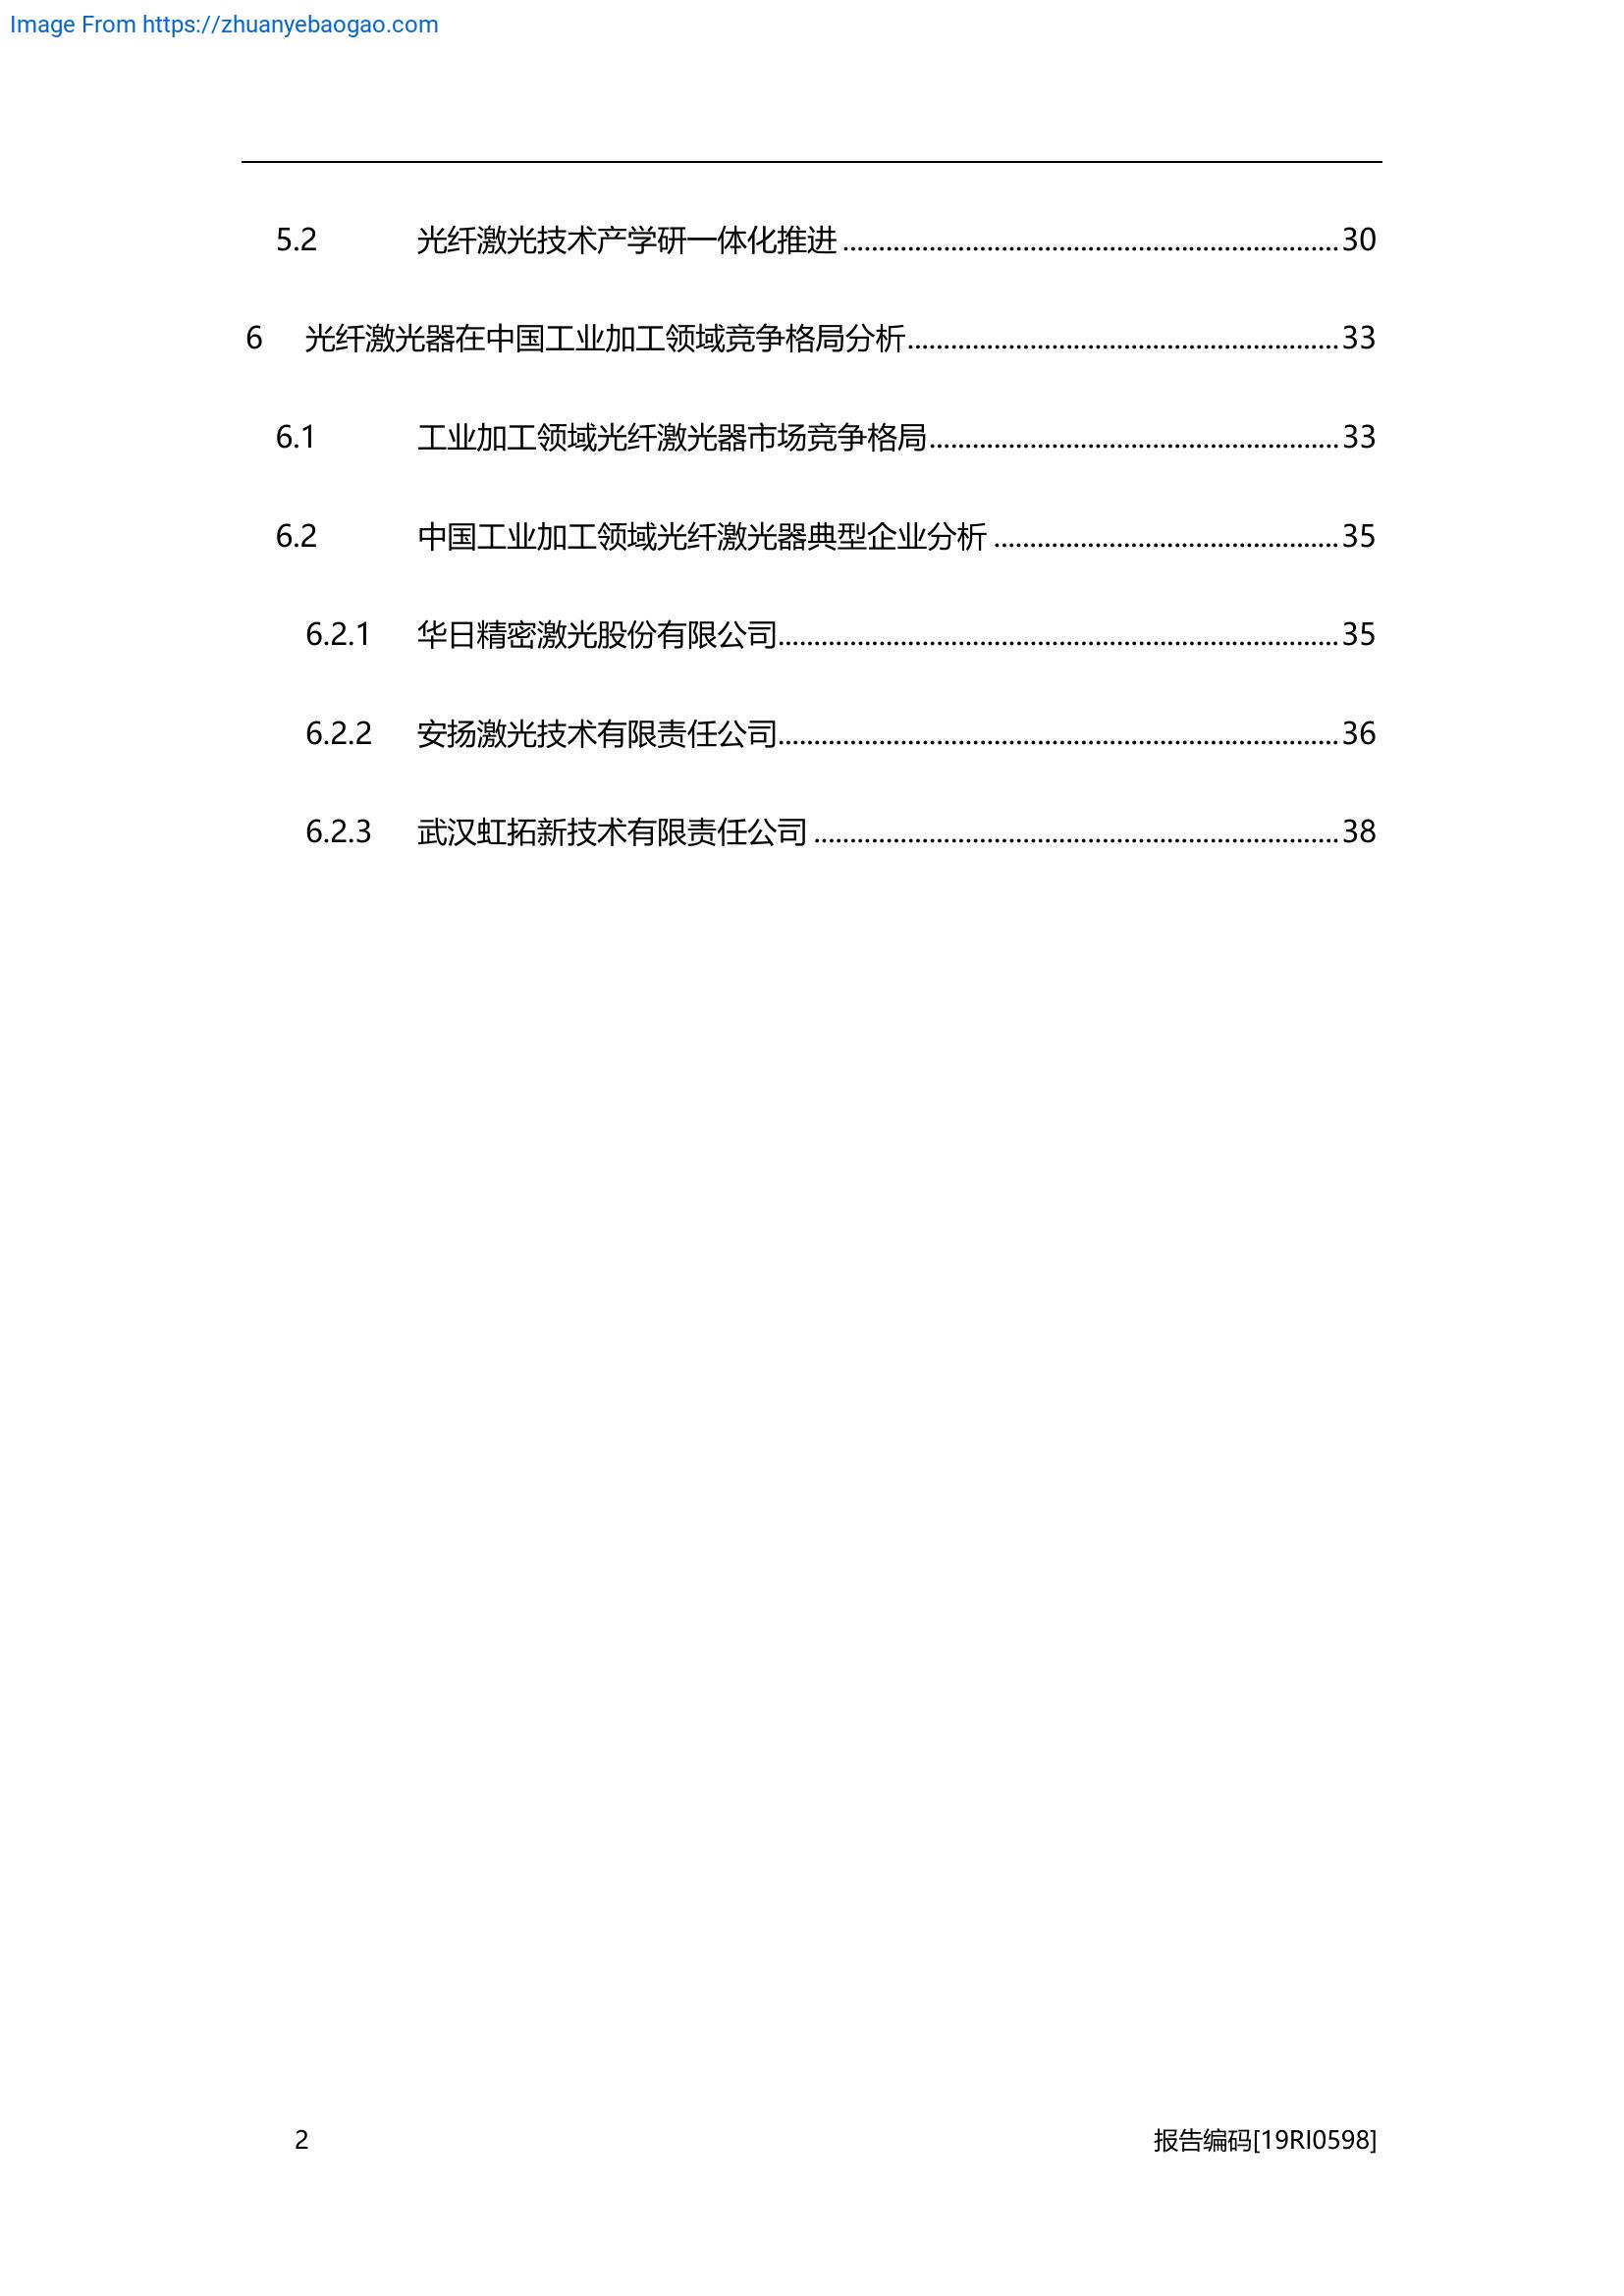 Image From https://zhuanyebaogao.com
5.2 光纤激光技术产学研一体化推进 ........................................................ 30
6 光纤激光器在中国工业加工领域竞争格局分析 ........................................................ 33
6.1 工业加工领域光纤激光器市场竞争格局 ........................................................ 33
6.2 中国工业加工领域光纤激光器典型企业分析 ........................................................ 35
6.2.1 华日精密激光股份有限公司 ........................................................ 35
6.2.2 安扬激光技术有限责任公司 ........................................................ 36
6.2.3 武汉虹拓新技术有限责任公司 ........................................................ 38
2 报告编码[19RI0598]